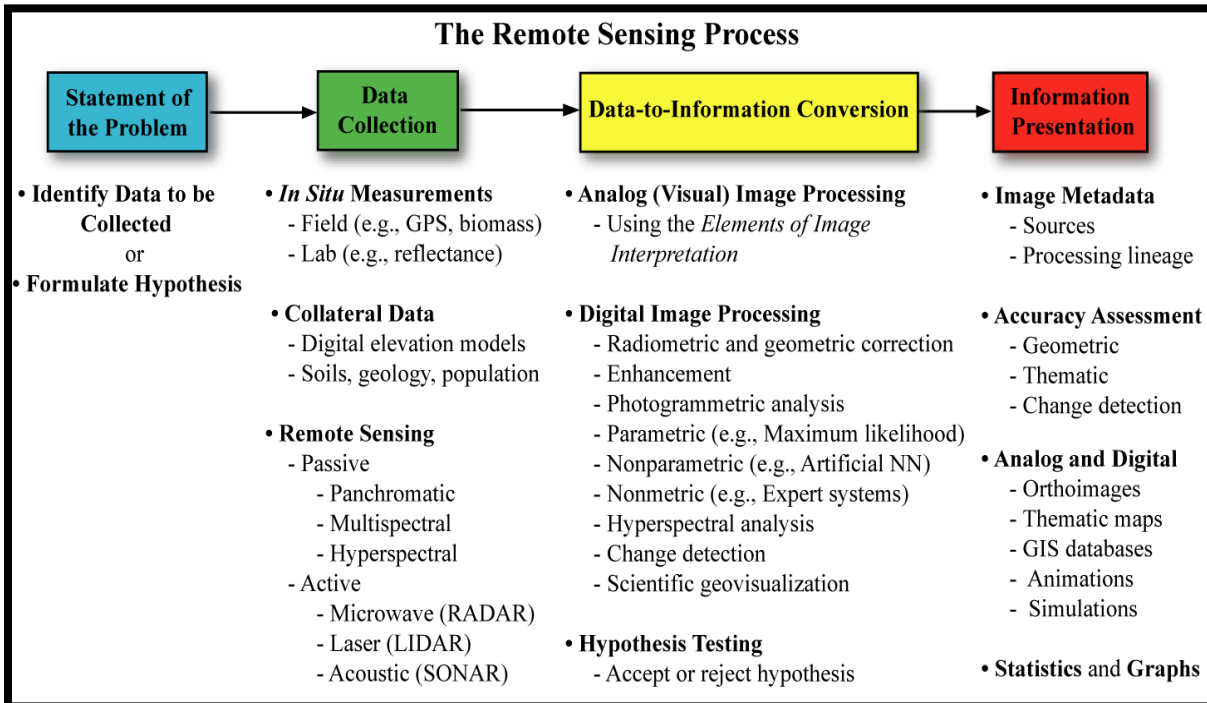 The Remote Sensing Process
Statement of
the Problem
Data
Collection
Data-to-Information Conversion
Information
Presentation
• Identify Data to be
Collected
or
• Formulate Hypothesis
• In Situ Measurements
- Field (e.g., GPS, biomass)
- Lab (e.g., reflectance)
• Collateral Data
- Digital elevation models
- Soils, geology, population
• Remote Sensing
- Passive
- Panchromatic
- Multispectral
- Hyperspectral
- Active
- Microwave (RADAR)
- Laser (LIDAR)
- Acoustic (SONAR)
• Analog (Visual) Image Processing
- Using the Elements of Image
Interpretation
• Digital Image Processing
- Radiometric and geometric correction
- Enhancement
- Photogrammetric analysis
- Parametric (e.g., Maximum likelihood)
- Nonparametric (e.g., Artificial NN)
- Nonmetric (e.g., Expert systems)
- Hyperspectral analysis
- Change detection
- Scientific geovisualization
• Hypothesis Testing
- Accept or reject hypothesis
• Image Metadata
- Sources
- Processing lineage
• Accuracy Assessment
- Geometric
- Thematic
- Change detection
• Analog and Digital
- Orthoimages
- Thematic maps
- GIS databases
- Animations
- Simulations
• Statistics and Graphs